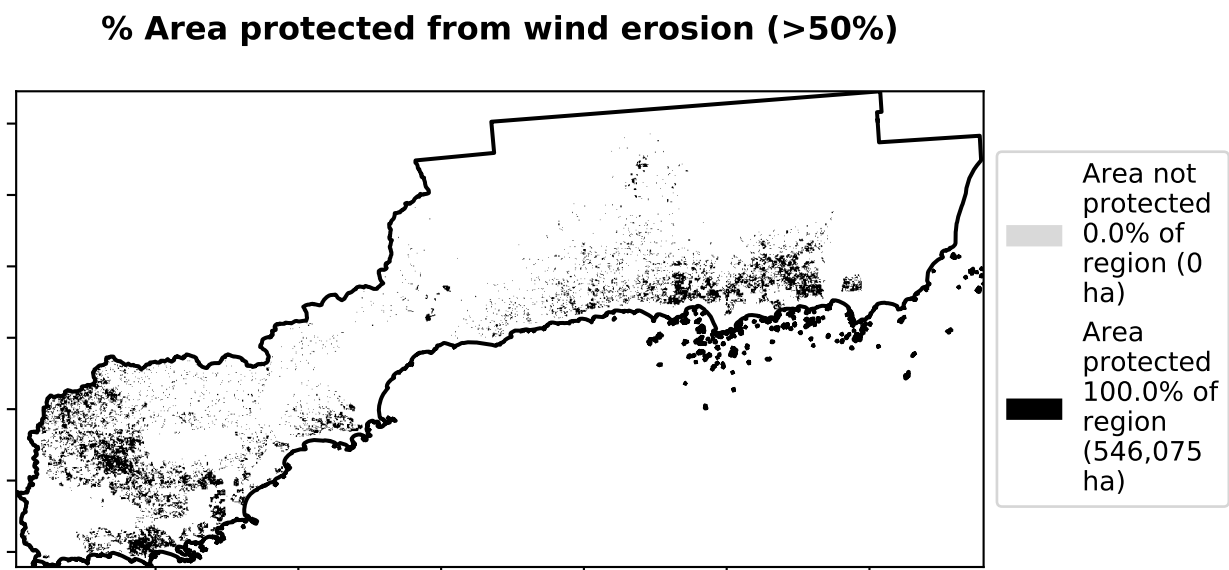 % Area protected from wind erosion (>50%)
Area not
protected
0.0% of
region (0
ha)
Area
protected
100.0% of
region
(546,075
ha)